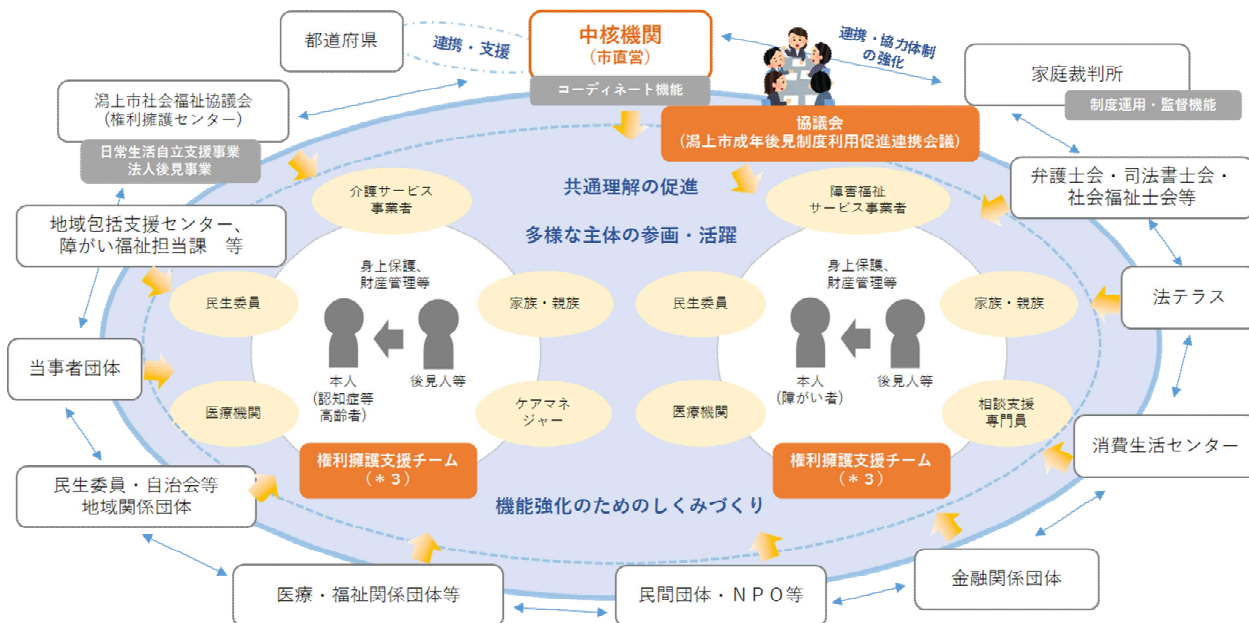 都道府県
連携・支援
中核機関
(市直営)
コーディネート機能
連携・協力体制
の強化
家庭裁判所
制度運用・監督機能
潟上市社会福祉協議会
(権利擁護センター)
日常生活自立支援事業
法人後見事業
協議会
(潟上市成年後見制度利用促進連携会議)
弁護士会・司法書士会・
社会福祉士会等
地域包括支援センター、
障がい福祉担当課 等
共通理解の促進
多様な主体の参画・活躍
介護サービス
事業者
身上保護、
財産管理等
民生委員
家族・親族
本人
(認知症等
高齢者)
後見人等
医療機関
ケアマネ
ジャー
権利擁護支援チーム
(*3)
障害福祉
サービス事業者
身上保護、
財産管理等
民生委員
家族・親族
本人
(障がい者)
後見人等
医療機関
相談支援
専門員
権利擁護支援チーム
(*3)
法テラス
当事者団体
消費生活センター
民生委員・自治会等
地域関係団体
機能強化のためのしくみづくり
金融関係団体
医療・福祉関係団体等
民間団体・NPO等